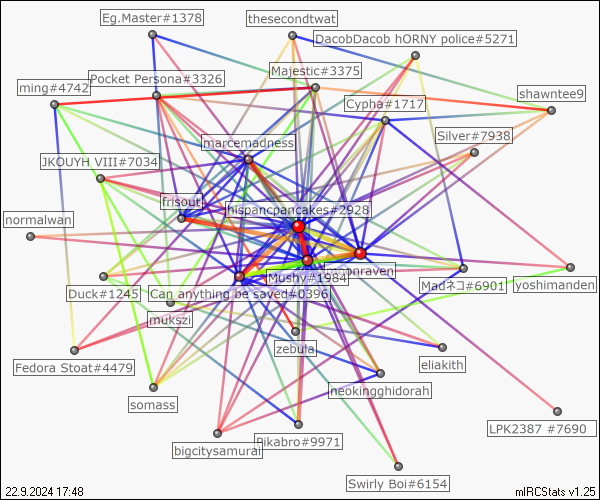 Eg.Master#1378
thesecondtwat
DacobDacob hORNY police#5271
Majestic#3375
Pocket Persona#3326
ming#4742
shawntee9
Cypha#1717
Silver#7938
marcemadness
JKOUYH VIII#7034
frisout
hispancpancakes#2928
normalwan
Mushy#1984
Can anything be saved#0396
Duck#1245
Madネコ#6901
yoshimanden
mukszi
zebula
eliakith
Fedora Stoat#4479
neokingghidorah
somass
LPK2387 #7690
bigcitysamurai
Pikabro#9971
Swirly Boi#6154
22.9.2024 17:48
mIRCStats v1.25